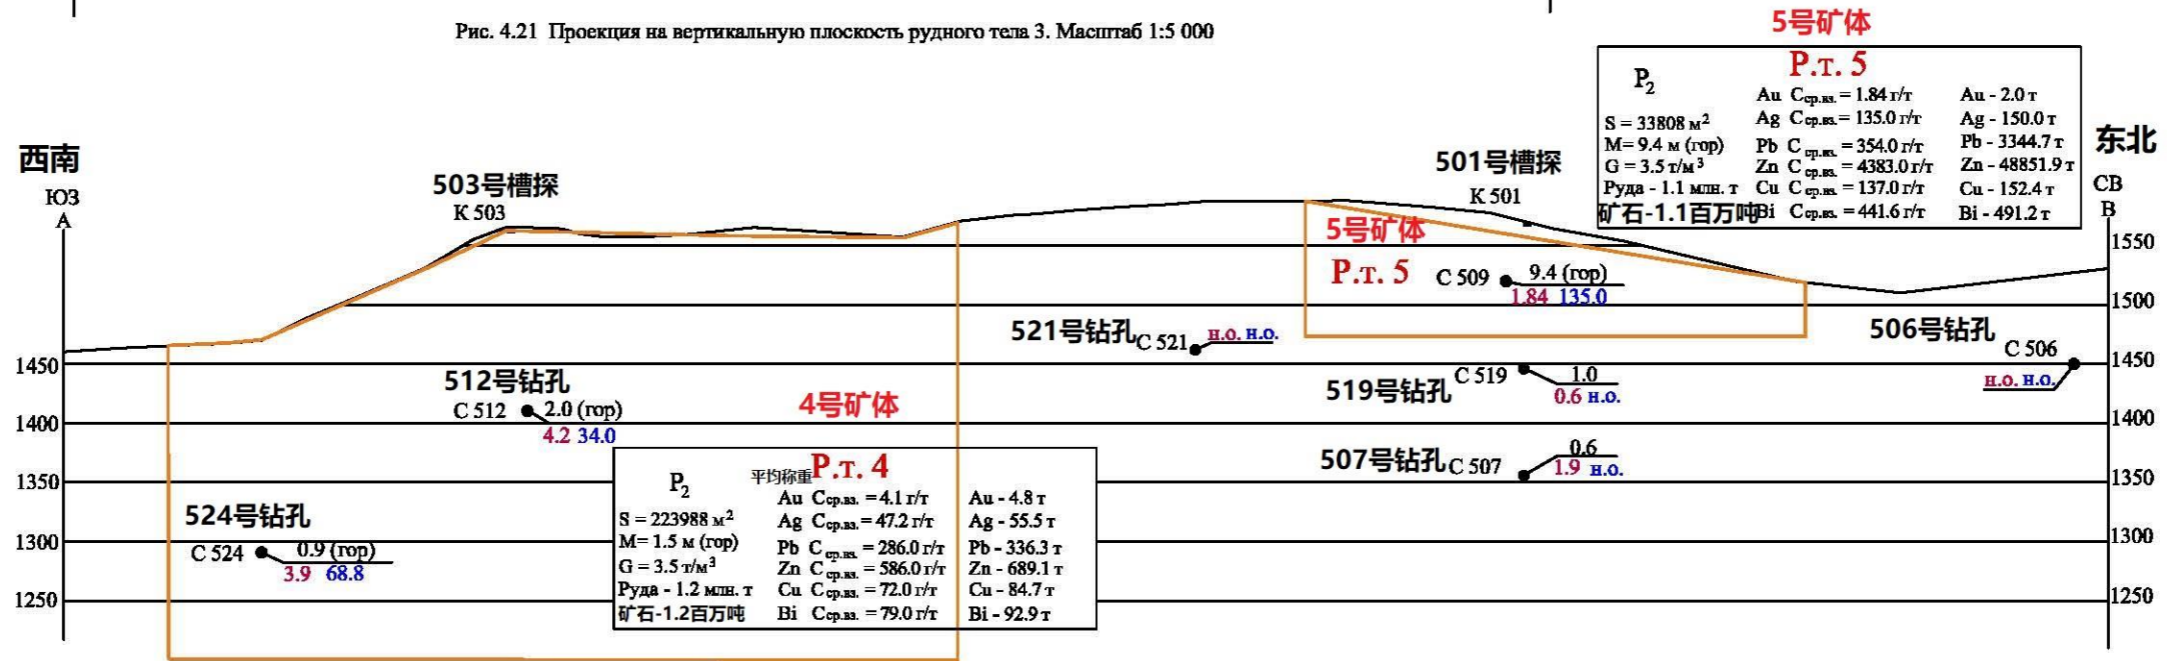 Рис. 4.21 Проекция на вертикальную плоскость рудного тела 3. Масштаб 1:5 000
5号矿体
Р.т. 5
P2
S = 33808 м2
M= 9.4 м (гор)
G = 3.5 т/м3
Руда - 1.1 млн. т
矿石-1.1百万吨
Au Cср.вз. = 1.84 г/т
Ag Cср.вз. = 135.0 г/т
Pb C ср.вз. = 354.0 г/т
Zn C ср.вз. = 4383.0 г/т
Cu C ср.вз. = 137.0 г/т
Bi Cср.вз. = 441.6 г/т
Au - 2.0 т
Ag - 150.0 т
Pb - 3344.7 т
Zn - 48851.9 т
Cu - 152.4 т
Bi - 491.2 т
西南
ЮЗ
А
东北
СВ
В
503号槽探
К 503
501号槽探
К 501
5号矿体
Р.т. 5
С 509
9.4 (гор)
1.84 135.0
1550
1500
521号钻孔
С 521
н.о. н.о.
506号钻孔
С 506
н.о. н.о.
1450
1450
512号钻孔
С 512
2.0 (гор)
4.2 34.0
4号矿体
519号钻孔
С 519
1.0
0.6 н.о.
1400
1400
507号钻孔
С 507
0.6
1.9 н.о.
1350
1350
Р.т. 4
平均称重
P2
S = 223988 м2
M= 1.5 м (гор)
G = 3.5 т/м3
Руда - 1.2 млн. т
矿石-1.2百万吨
Au Cср.вз. = 4.1 г/т
Ag Cср.вз. = 47.2 г/т
Pb C ср.вз. = 286.0 г/т
Zn C ср.вз. = 586.0 г/т
Cu Cср.вз. = 72.0 г/т
Bi Cср.вз. = 79.0 г/т
Au - 4.8 т
Ag - 55.5 т
Pb - 336.3 т
Zn - 689.1 т
Cu - 84.7 т
Bi - 92.9 т
524号钻孔
С 524
0.9 (гор)
3.9 68.8
1300
1300
1250
1250